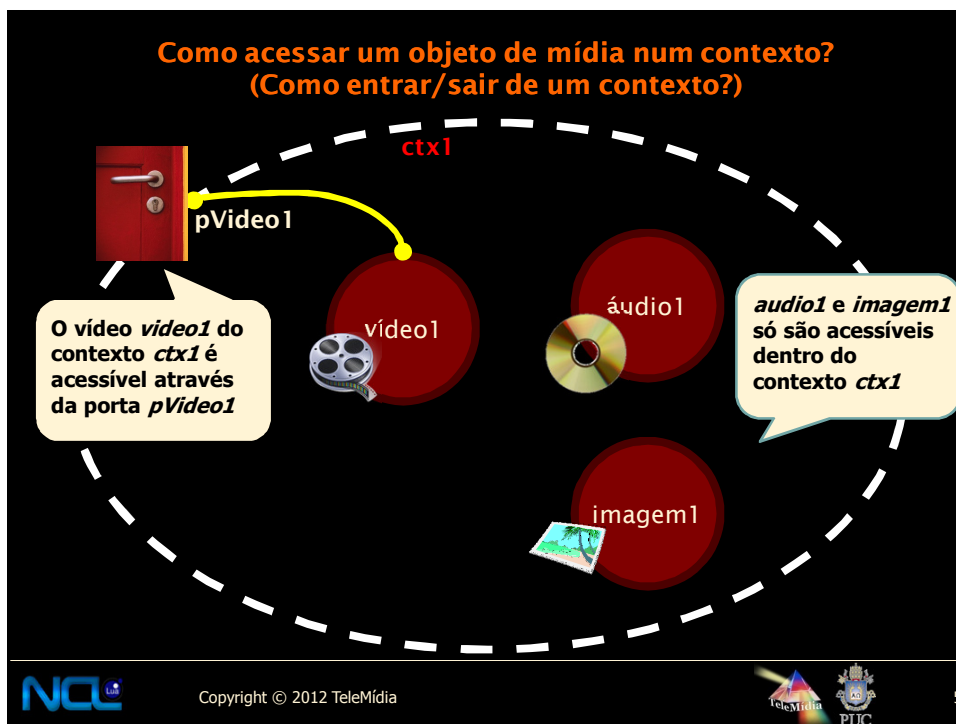 Como acessar um objeto de mídia num contexto?
(Como entrar/sair de um contexto?)
ctx1
pVideo1
vídeo1
áudio1
imagem1
O vídeo video1 do
contexto ctx1 é
acessível através
da porta pVideo1
audio1 e imagem1
só são acessíveis
dentro do
contexto ctx1
NCL
Lua
Copyright © 2012 TeleMídia
TeleMídia
PUC